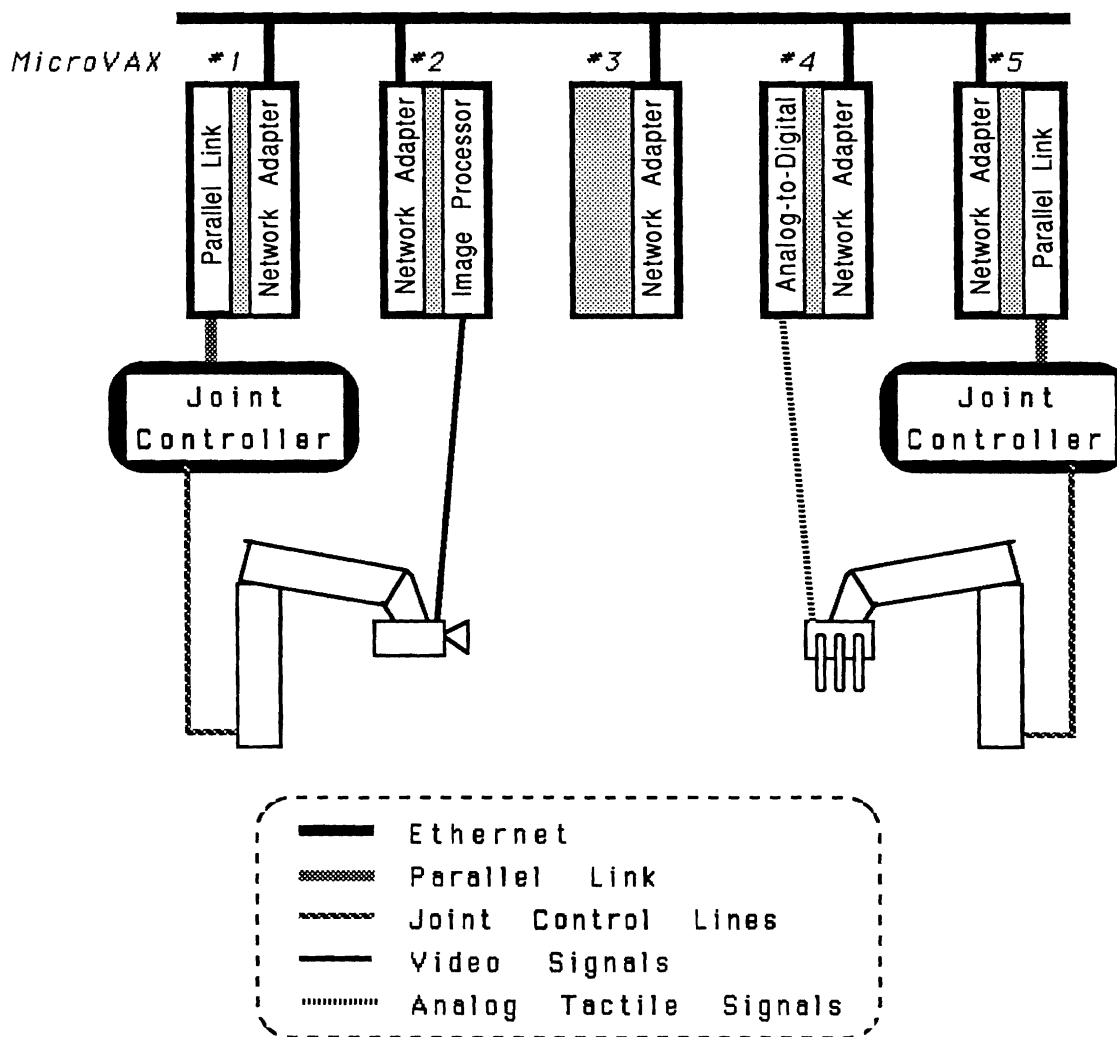 MicroVAX #1 #2 #3 #4 #5
Parallel Link
Network Adapter
Network Adapter
Image Processor
Network Adapter
Analog-to-Digital
Network Adapter
Network Adapter
Parallel Link
Joint
Controller
Joint
Controller
Ethernet
Parallel Link
Joint Control Lines
Video Signals
Analog Tactile Signals